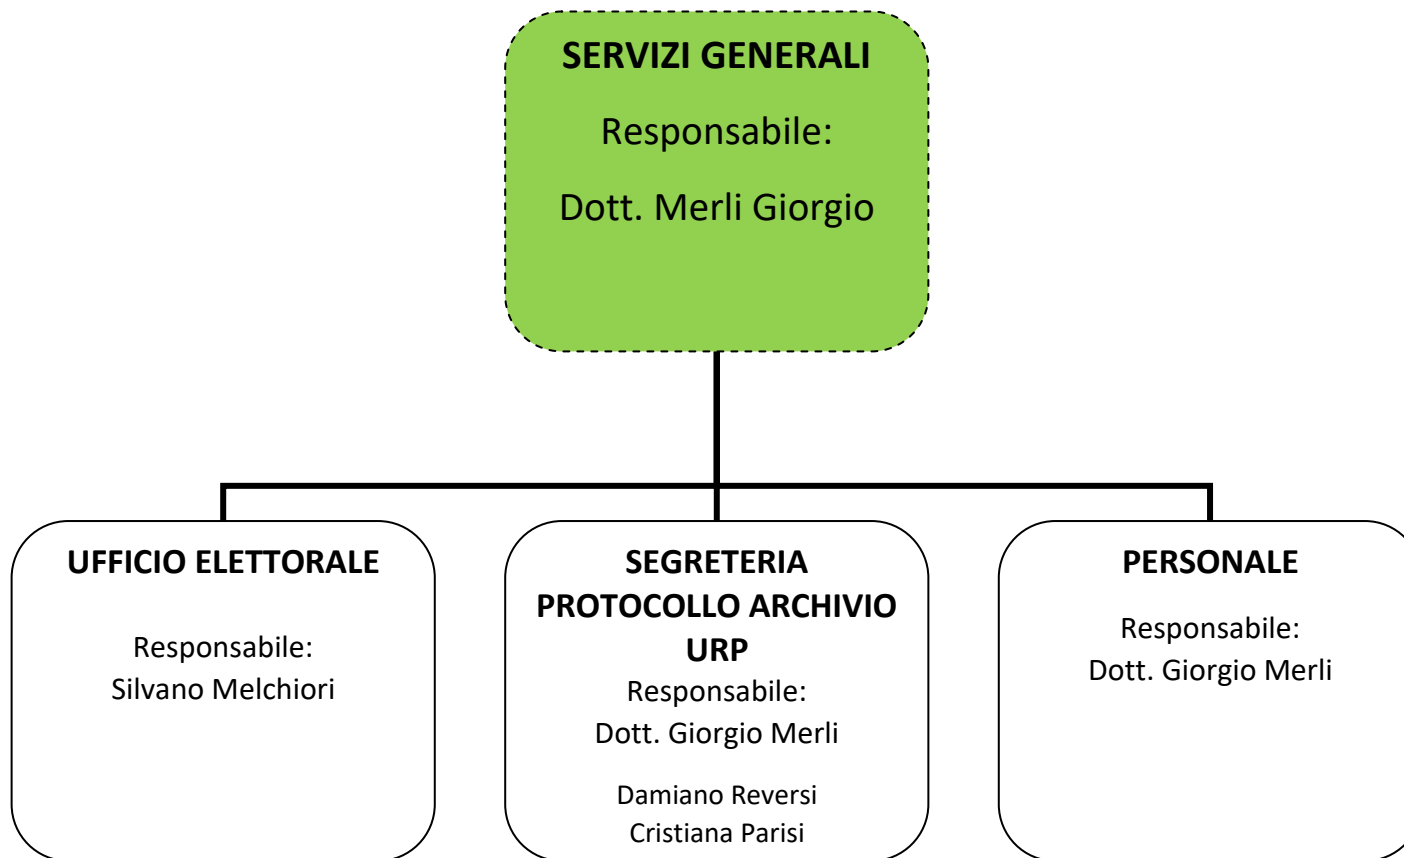 SERVIZI GENERALI
Responsabile:
Dott. Merli Giorgio
UFFICIO ELETTORALE
Responsabile:
Silvano Melchiori
SEGRETERIA
PROTOCOLLO ARCHIVIO
URP
Responsabile:
Dott. Giorgio Merli
Damiano Reversi
Cristiana Parisi
PERSONALE
Responsabile:
Dott. Giorgio Merli